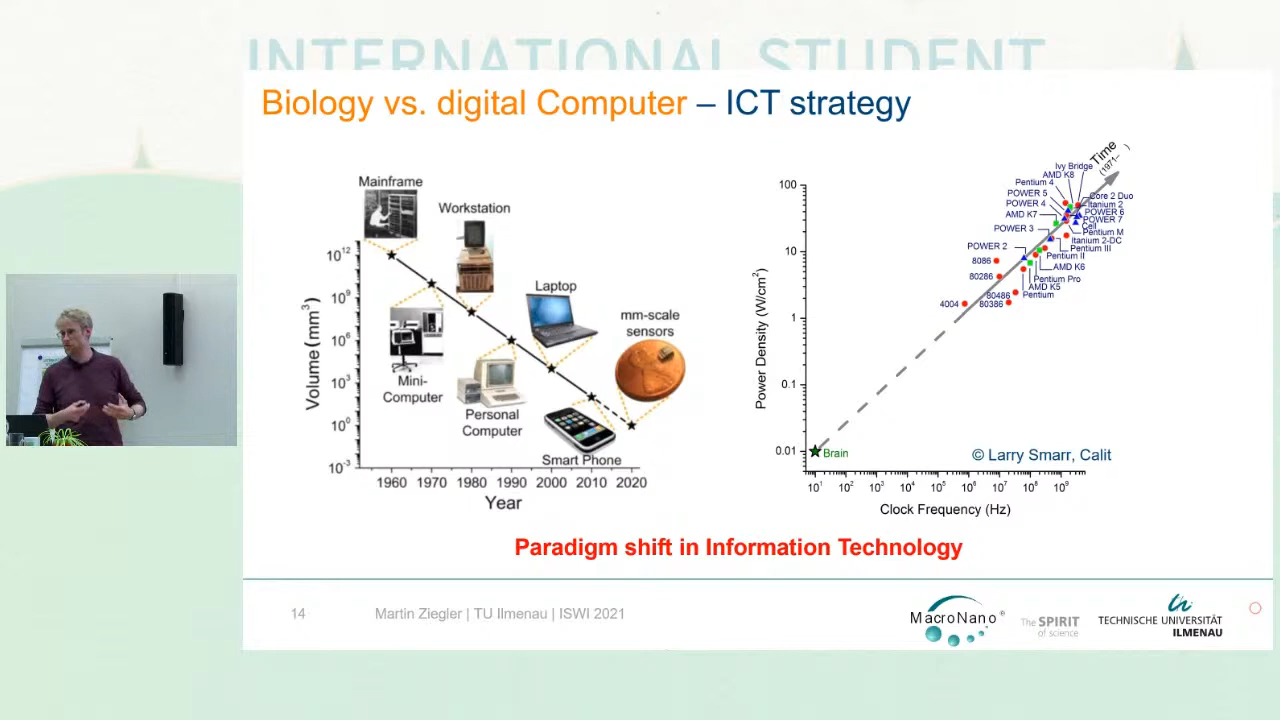 INTERNATIONAL STUDENT
Biology vs. digital Computer – ICT strategy
Mainframe
Workstation
Laptop
mm-scale
sensors
Mini-
Computer
Personal
Computer
Smart Phone
Volume (mm³)
10¹²
10⁹
10⁶
10³
10⁰
10⁻³
1960 1970 1980 1990 2000 2010 2020
Year
Time
(1971– )
Ivy Bridge
AMD K8
Pentium 4
POWER 5
POWER 4
AMD K7
POWER 3
POWER 2
8086
80286
4004
80486
80386
Core 2 Duo
Itanium 2
POWER 6
POWER 7
Cell
Pentium M
Itanium 2-DC
Pentium III
Pentium II
AMD K6
Pentium Pro
AMD K5
Pentium
Power Density (W/cm²)
100
10
1
0.1
0.01
Brain
© Larry Smarr, Calit
10¹ 10² 10³ 10⁴ 10⁵ 10⁶ 10⁷ 10⁸ 10⁹
Clock Frequency (Hz)
Paradigm shift in Information Technology
14
Martin Ziegler | TU Ilmenau | ISWI 2021
MacroNano®
The SPIRIT
of science
TECHNISCHE UNIVERSITÄT
ILMENAU